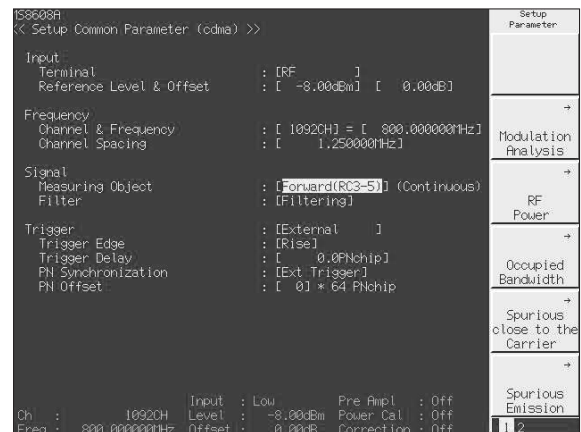 MS8608A
<< Setup Common Parameter (cdma) >>
Input
Terminal : [RF ]
Reference Level & Offset : [ -8.00dBm] [ 0.00dB]
Frequency
Channel & Frequency : [ 1092CH] = [ 800.000000MHz]
Channel Spacing : [ 1.250000MHz]
Signal
Measuring Object : [Forward(RC3-5)] (Continuous)
Filter : [Filtering]
Trigger : [External ]
Trigger Edge : [Rise]
Trigger Delay : [ 0.0PNchip]
PN Synchronization : [Ext Trigger]
PN Offset : [ 0] * 64 PNchip
Input : Low Pre Ampl : Off
Ch : 1092CH Level : -8.00dBm Power Cal : Off
Freq : 800.000000MHz Offset : 0.00dB Correction : Off
Setup
Parameter
→
Modulation
Analysis
→
RF
Power
→
Occupied
Bandwidth
→
Spurious
close to the
Carrier
→
Spurious
Emission
1 2